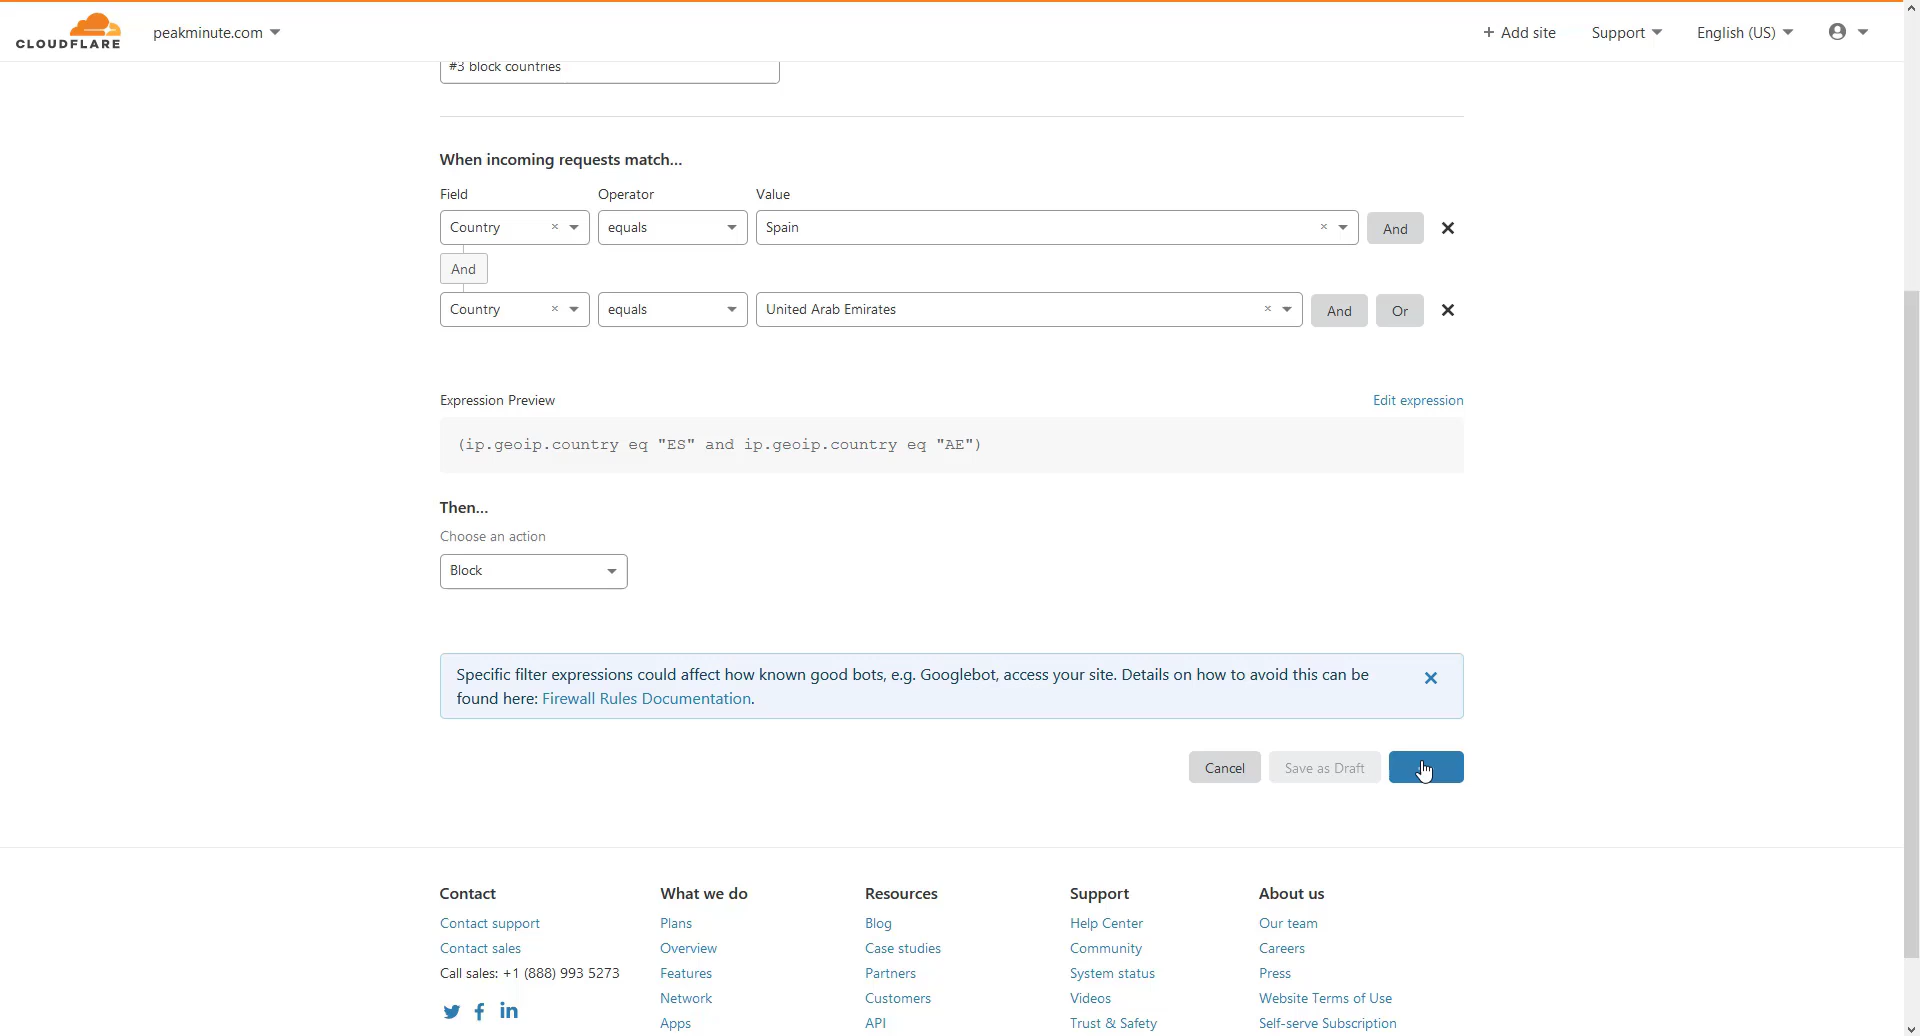 CLOUDFLARE
peakminute.com
+ Add site
Support
English (US)
#3 block countries
When incoming requests match...
Field Operator Value
Country × equals Spain × And ✕
And
Country × equals United Arab Emirates × And Or ✕
Expression Preview Edit expression
(ip.geoip.country eq "ES" and ip.geoip.country eq "AE")
Then...
Choose an action
Block
Specific filter expressions could affect how known good bots, e.g. Googlebot, access your site. Details on how to avoid this can be
found here: Firewall Rules Documentation.
Cancel Save as Draft
Contact
Contact support
Contact sales
Call sales: +1 (888) 993 5273
What we do
Plans
Overview
Features
Network
Apps
Resources
Blog
Case studies
Partners
Customers
API
Support
Help Center
Community
System status
Videos
Trust & Safety
About us
Our team
Careers
Press
Website Terms of Use
Self-serve Subscription